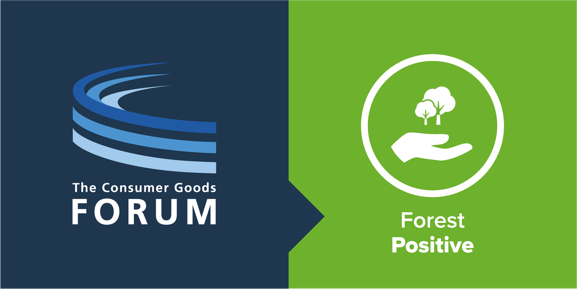 The Consumer Goods
FORUM
Forest
Positive